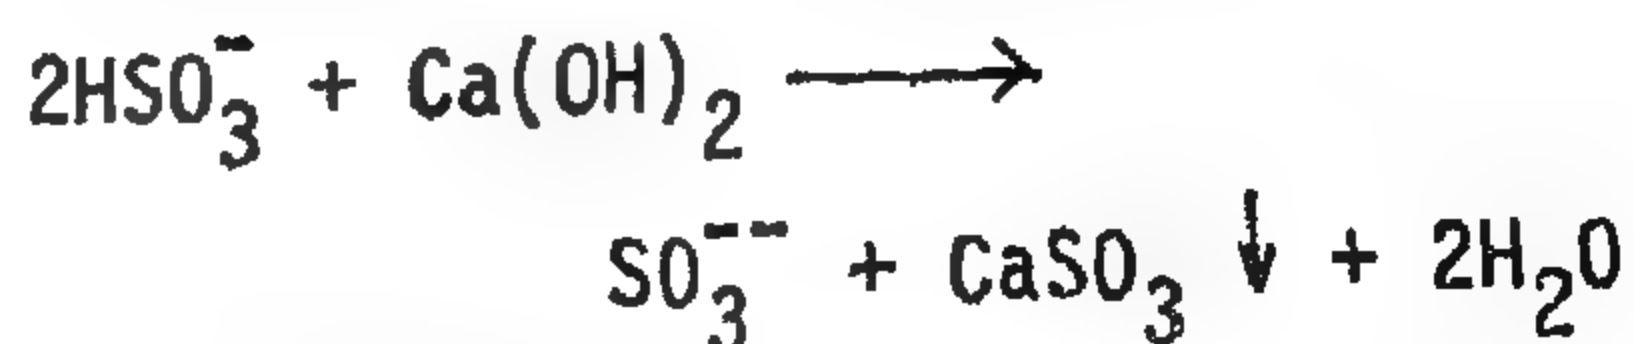 2HSO₃⁻ + Ca(OH)₂ ⟶
SO₃⁻⁻ + CaSO₃ ↓ + 2H₂O